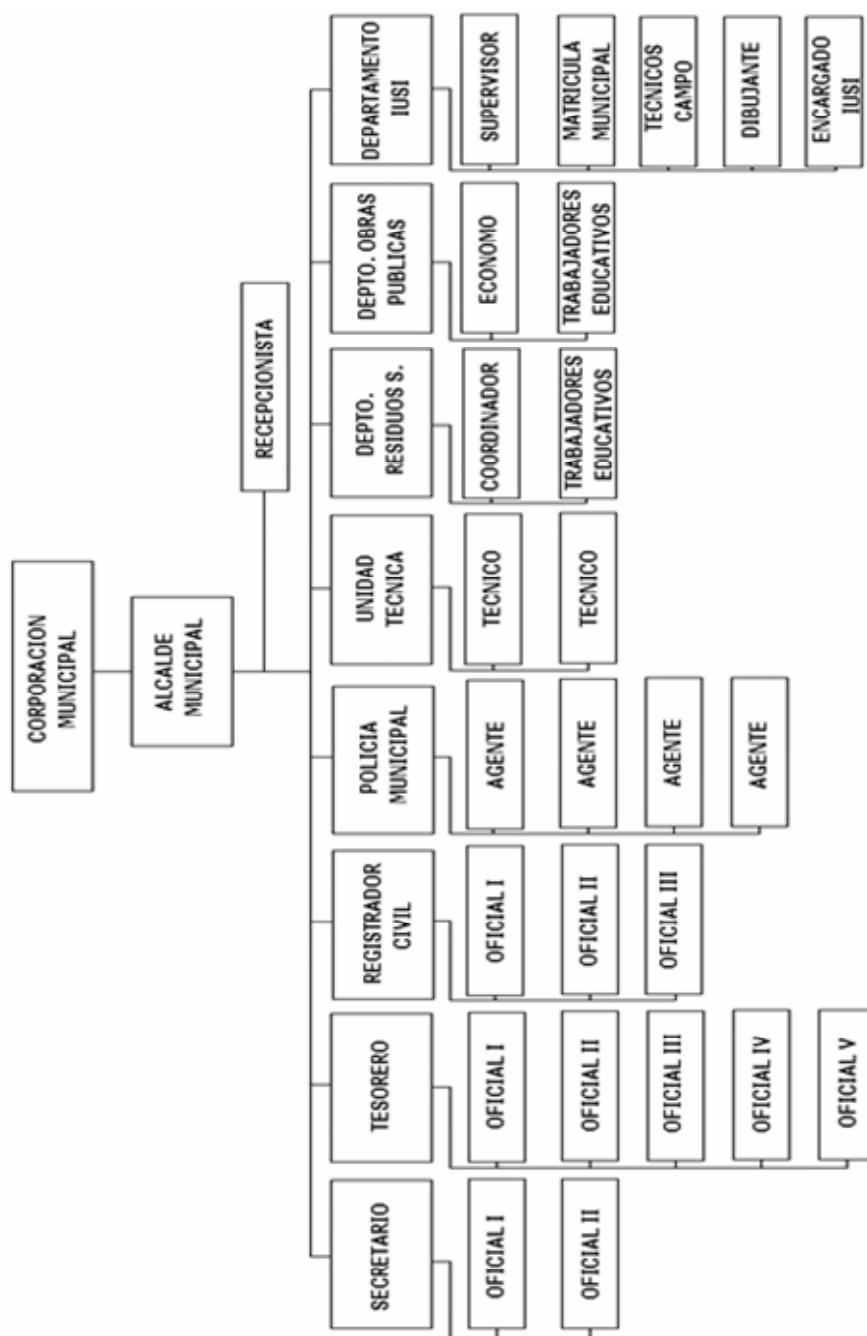 CORPORACION
MUNICIPAL
ALCALDE
MUNICIPAL
RECEPCIONISTA
SECRETARIO
OFICIAL I
OFICIAL II
TESORERO
OFICIAL I
OFICIAL II
OFICIAL III
OFICIAL IV
OFICIAL V
REGISTRADOR
CIVIL
OFICIAL I
OFICIAL II
OFICIAL III
POLICIA
MUNICIPAL
AGENTE
AGENTE
AGENTE
AGENTE
UNIDAD
TECNICA
TECNICO
TECNICO
DEPTO.
RESIDUOS S.
COORDINADOR
TRABAJADORES
EDUCATIVOS
DEPTO. OBRAS
PUBLICAS
ECONOMO
TRABAJADORES
EDUCATIVOS
DEPARTAMENTO
IUSI
SUPERVISOR
MATRICULA
MUNICIPAL
TECNICOS
CAMPO
DIBUJANTE
ENCARGADO
IUSI